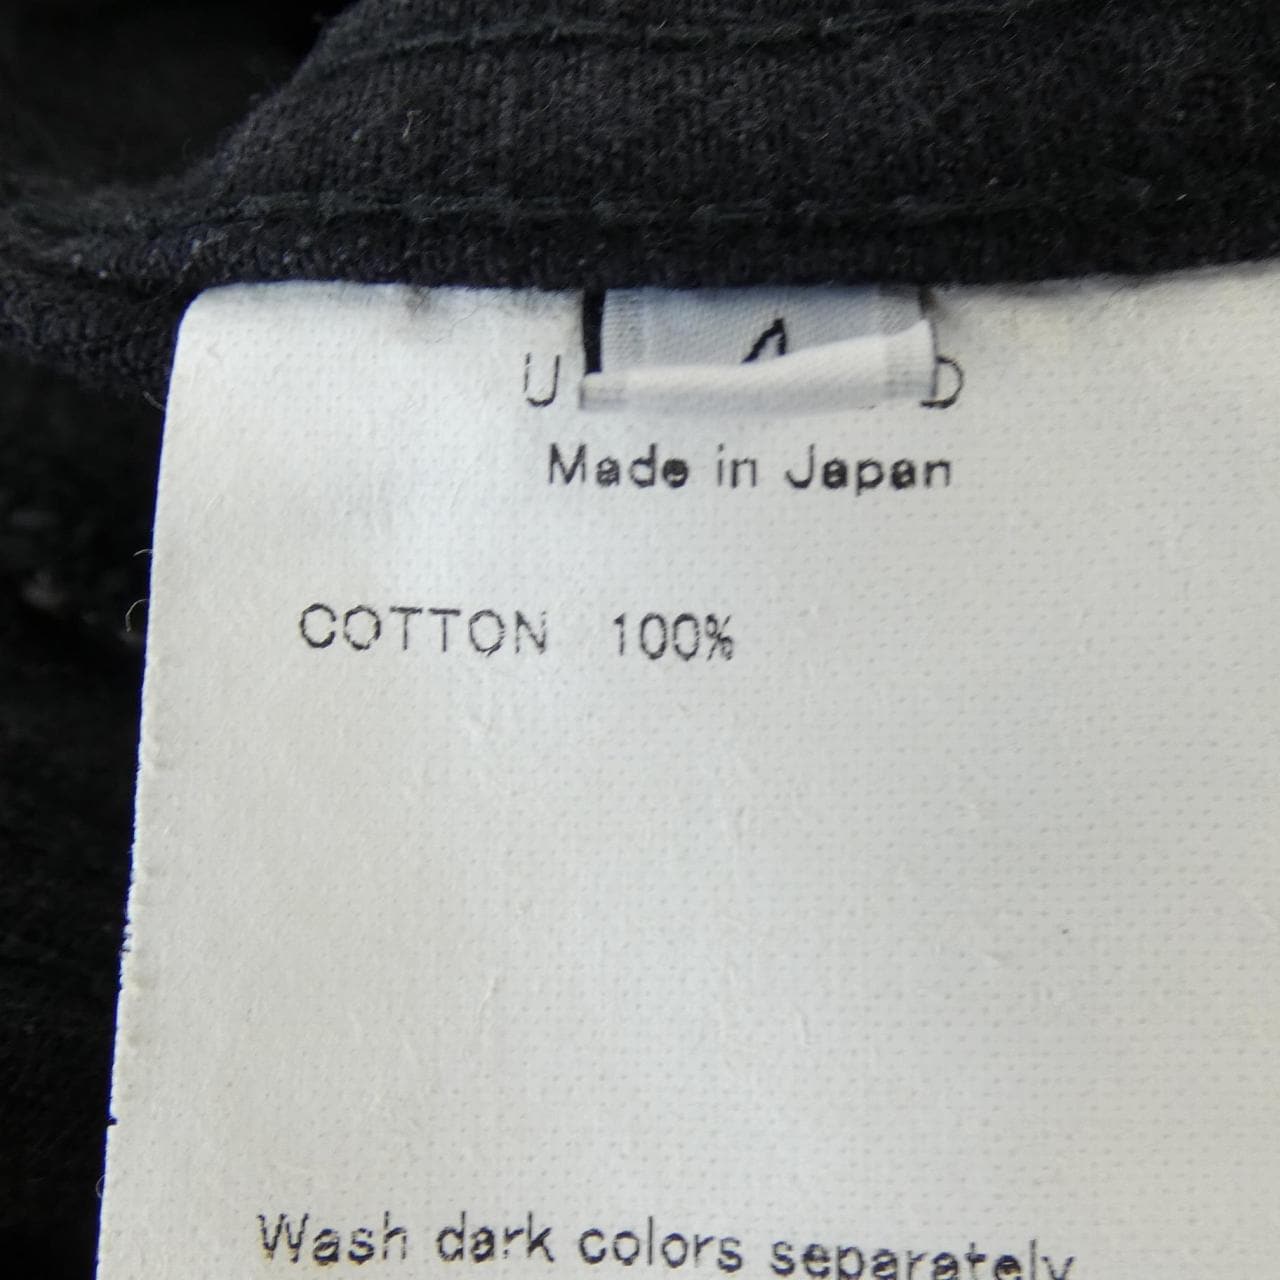 Made in Japan
COTTON 100%
Wash dark colors separately